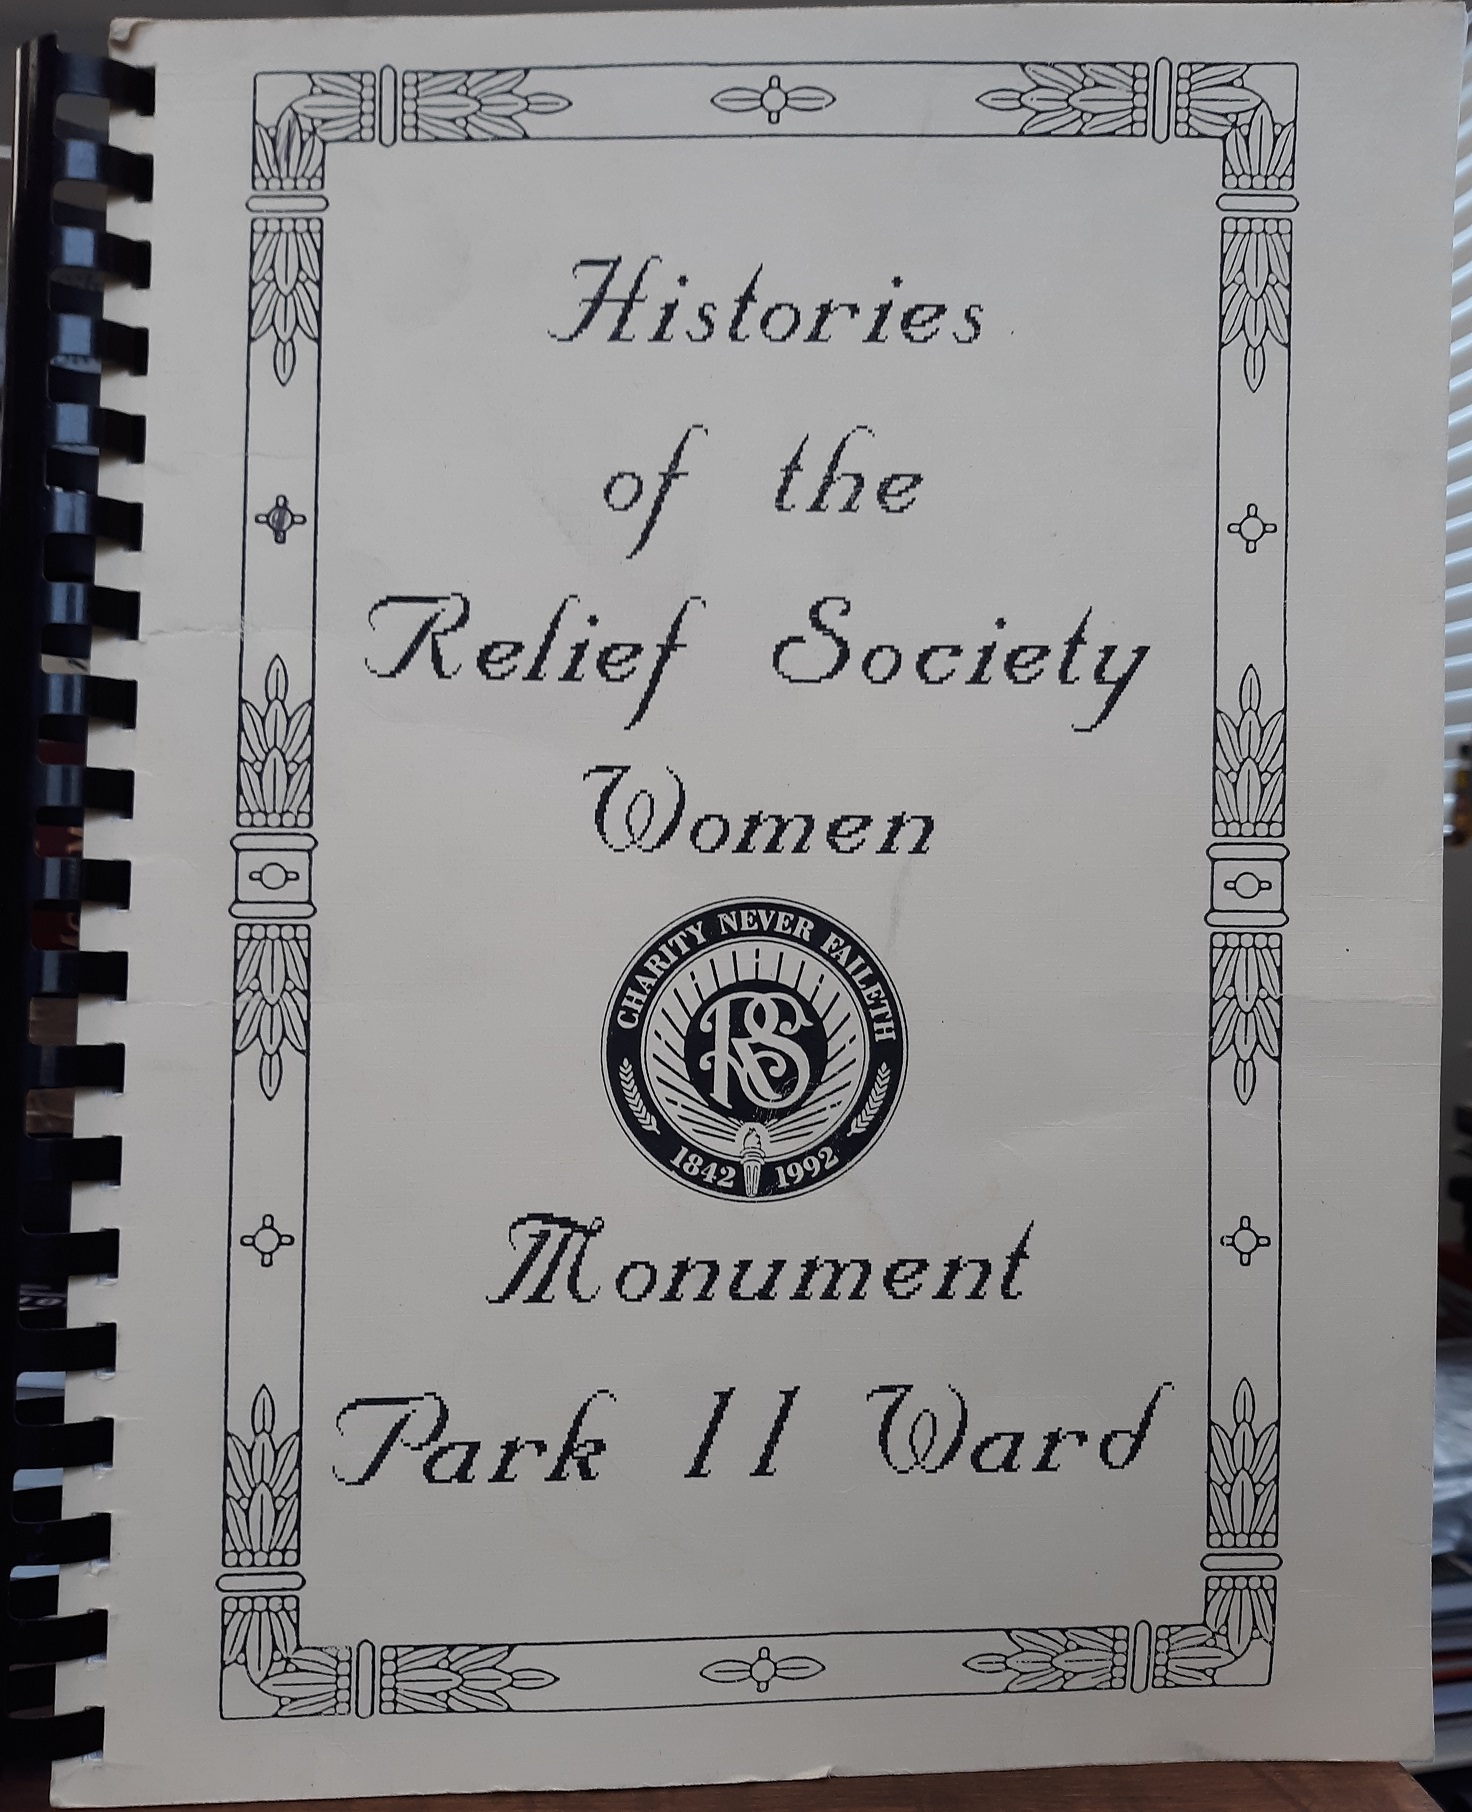 Histories
of the
Relief Society
Women
CHARITY NEVER FAILETH
RS
1842 1992
Monument
Park 11 Ward